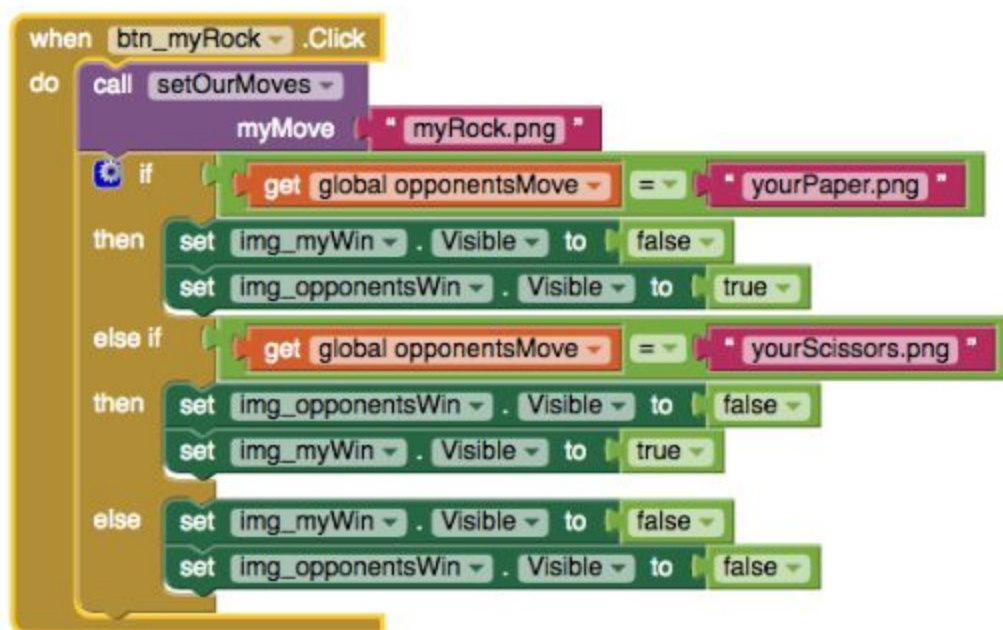 when btn_myRock .Click
do call setOurMoves
myMove " myRock.png "
if get global opponentsMove = " yourPaper.png "
then set img_myWin . Visible to false
set img_opponentsWin . Visible to true
else if get global opponentsMove = " yourScissors.png "
then set img_opponentsWin . Visible to false
set img_myWin . Visible to true
else set img_myWin . Visible to false
set img_opponentsWin . Visible to false